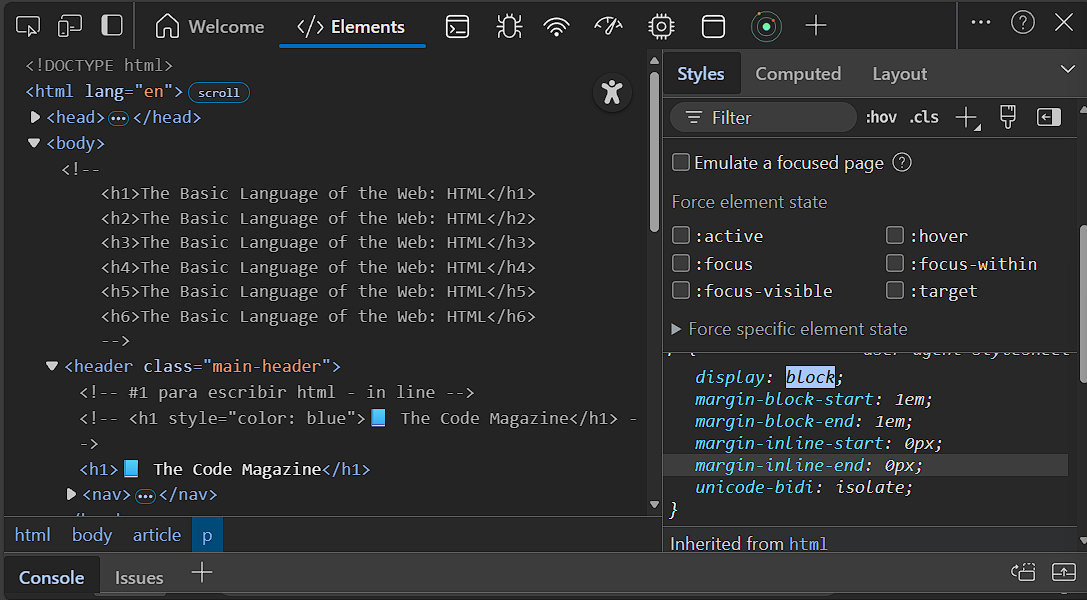 Welcome
</> Elements
<!DOCTYPE html>
<html lang="en"> scroll
<head> ••• </head>
<body>
<!--
<h1>The Basic Language of the Web: HTML</h1>
<h2>The Basic Language of the Web: HTML</h2>
<h3>The Basic Language of the Web: HTML</h3>
<h4>The Basic Language of the Web: HTML</h4>
<h5>The Basic Language of the Web: HTML</h5>
<h6>The Basic Language of the Web: HTML</h6>
-->
<header class="main-header">
<!-- #1 para escribir html - in line -->
<!-- <h1 style="color: blue">📘 The Code Magazine</h1> -
->
<h1>📘 The Code Magazine</h1>
<nav> ••• </nav>
html body article p
Styles Computed Layout
Filter :hov .cls
Emulate a focused page ?
Force element state
:active :hover
:focus :focus-within
:focus-visible :target
Force specific element state
user agent stylesheet
display: block;
margin-block-start: 1em;
margin-block-end: 1em;
margin-inline-start: 0px;
margin-inline-end: 0px;
unicode-bidi: isolate;
}
Inherited from html
Console Issues